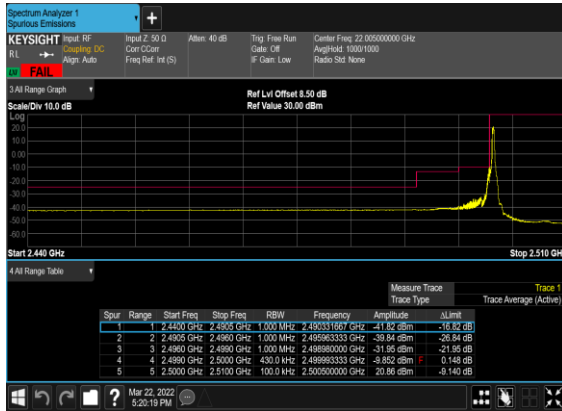 Spectrum Analyzer 1
Spurious Emissions
KEYSIGHT
RL
LV FAIL
Input: RF
Coupling: DC
Align: Auto
Input Z: 50 Ω
Corr CCorr
Freq Ref: Int (S)
Atten: 40 dB
Trig: Free Run
Gate: Off
IF Gain: Low
Center Freq: 22.005000000 GHz
Avg|Hold: 1000/1000
Radio Std: None
3 All Range Graph
Scale/Div 10.0 dB
Ref Lvl Offset 8.50 dB
Ref Value 30.00 dBm
Log
20.0
10.0
0.00
-10.0
-20.0
-30.0
-40.0
-50.0
-60.0
Start 2.440 GHz
Stop 2.510 GH
4 All Range Table
Measure Trace Trace 1
Trace Type Trace Average (Active)
Spur Range Start Freq Stop Freq RBW Frequency Amplitude ΔLimit
1 1 2.4400 GHz 2.4905 GHz 1.000 MHz 2.490331667 GHz -41.82 dBm -16.82 dB
2 2 2.4905 GHz 2.4960 GHz 1.000 MHz 2.495963333 GHz -39.84 dBm -26.84 dB
3 3 2.4960 GHz 2.4990 GHz 1.000 MHz 2.498980000 GHz -31.95 dBm -21.95 dB
4 4 2.4990 GHz 2.5000 GHz 430.0 kHz 2.499993333 GHz -9.852 dBm F 0.148 dB
5 5 2.5000 GHz 2.5100 GHz 100.0 kHz 2.500500000 GHz 20.86 dBm -9.140 dB
Mar 22, 2022
5:20:19 PM